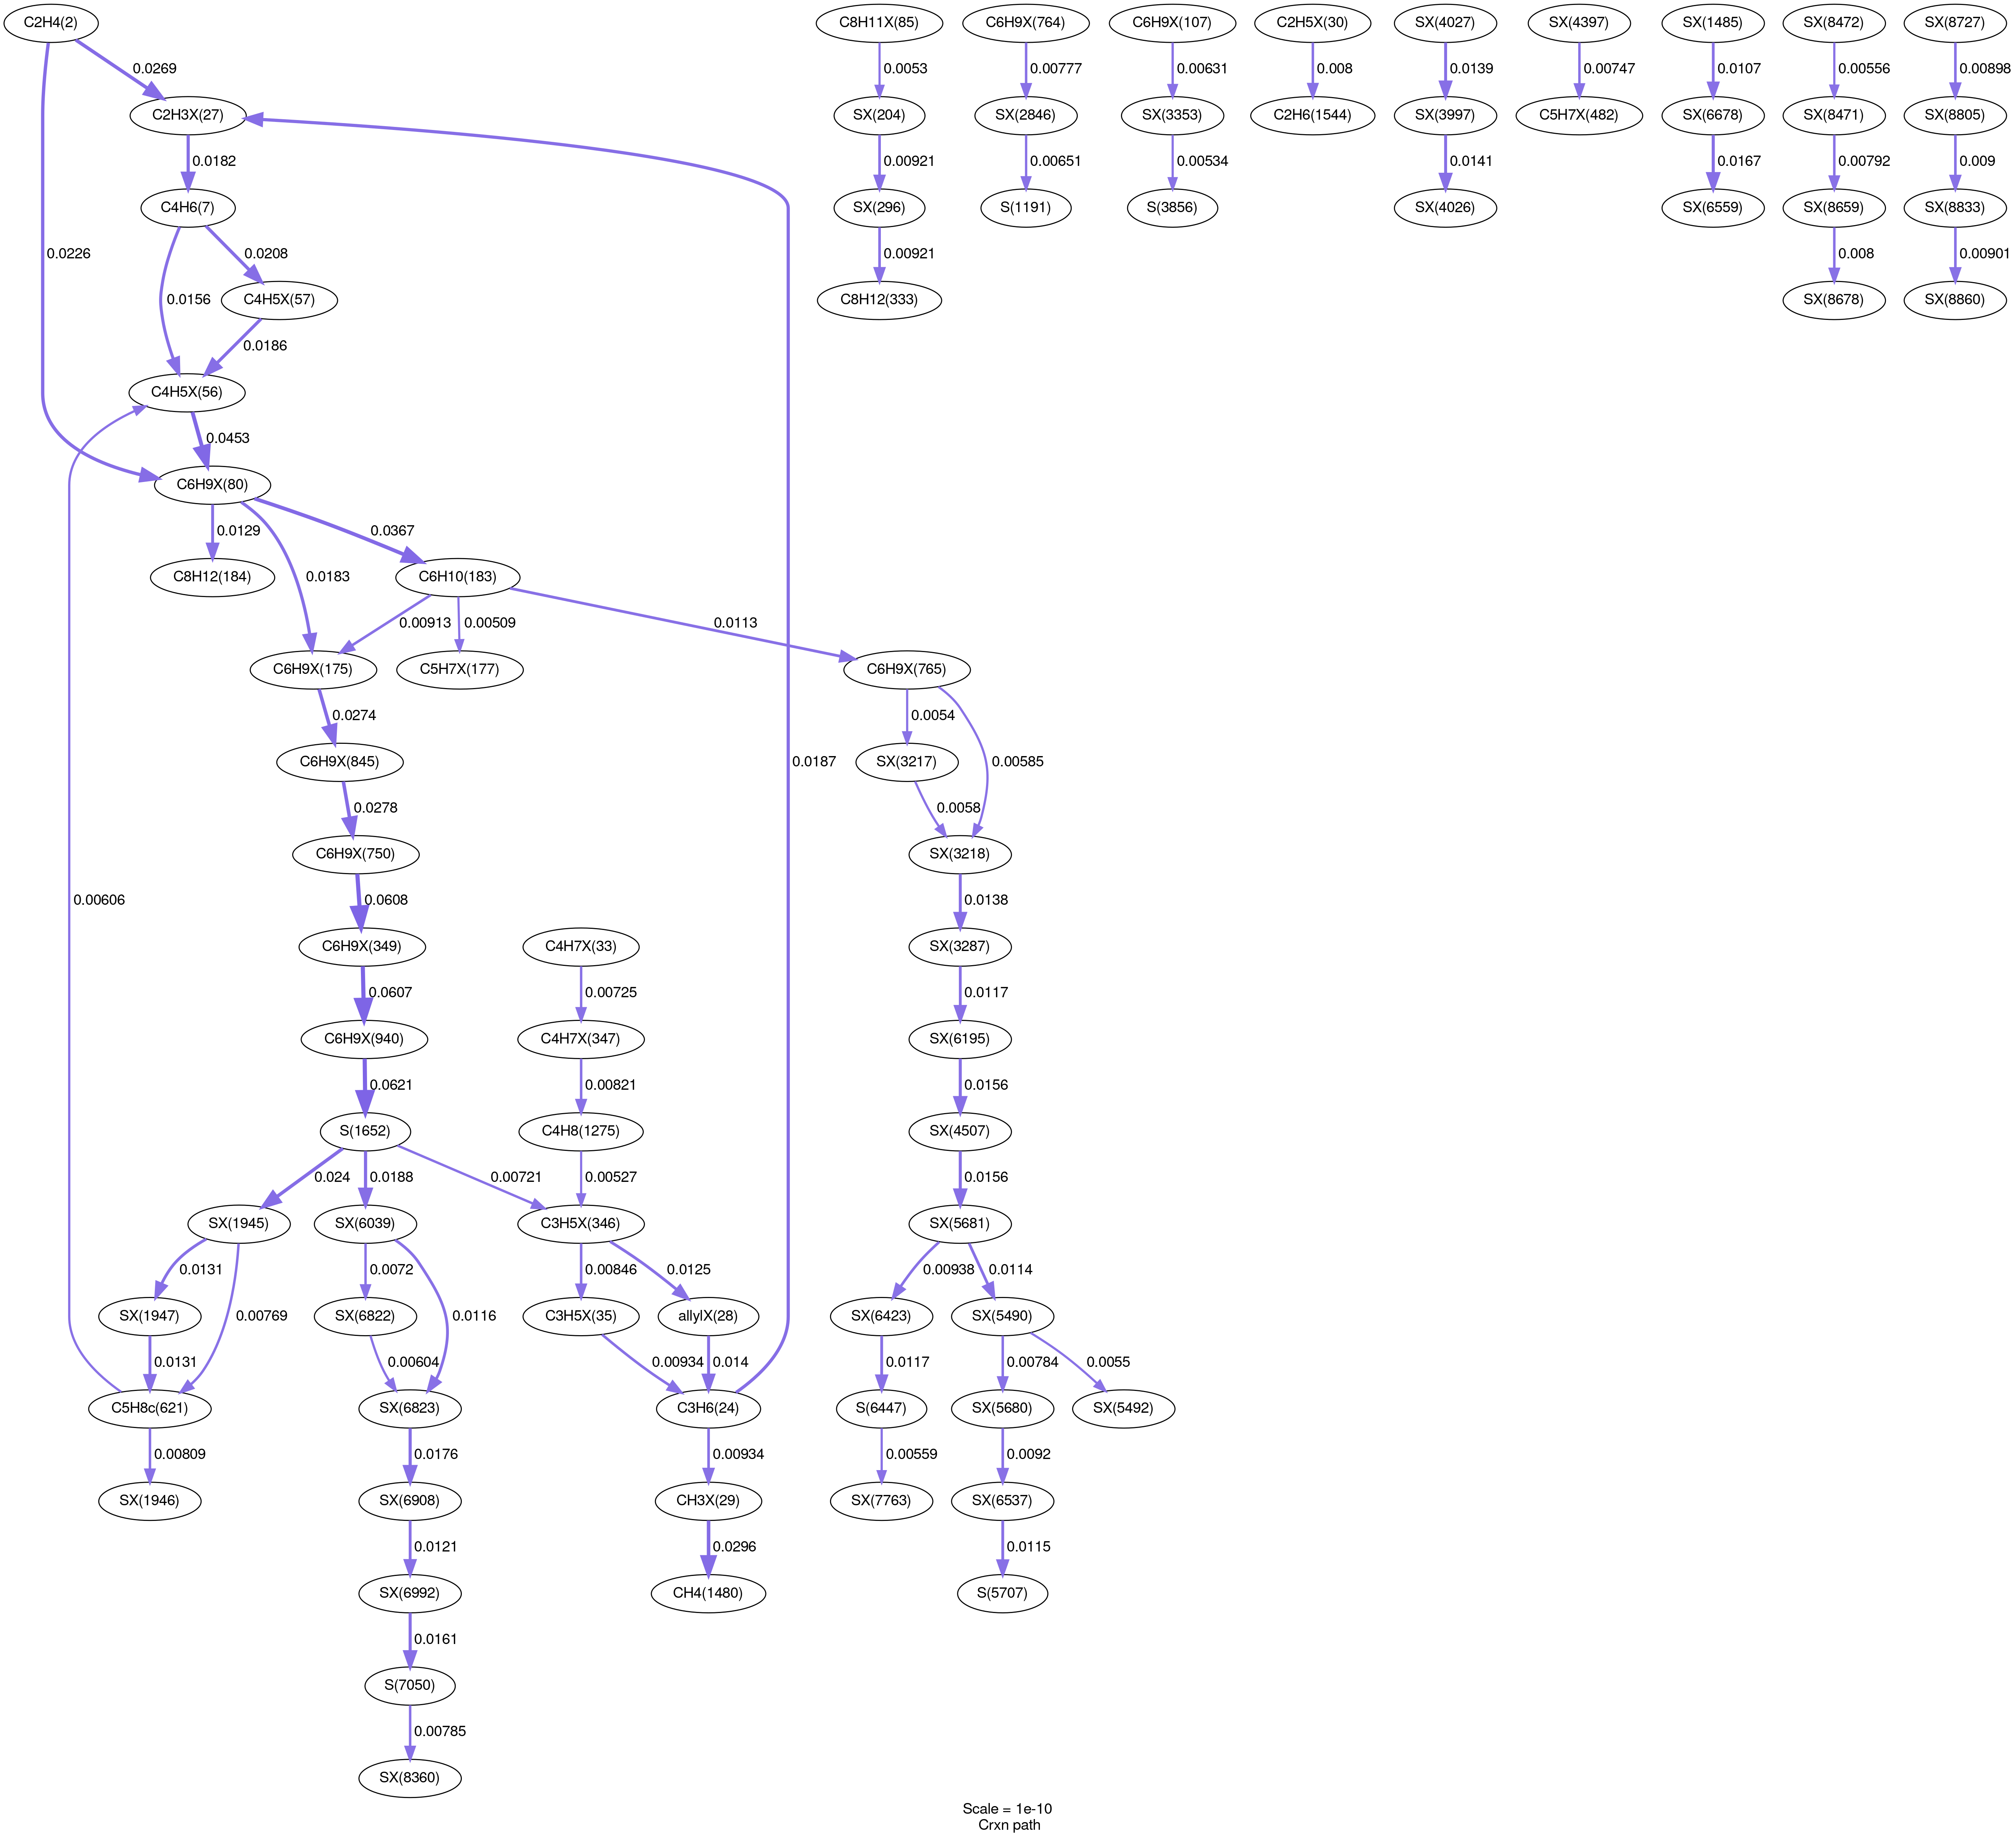 C2H4(2)
C8H11X(85)
C6H9X(764)
C6H9X(107)
C2H5X(30)
SX(4027)
SX(4397)
SX(1485)
SX(8472)
SX(8727)
0.0269
0.0053
0.00777
0.00631
0.008
0.0139
0.00747
0.0107
0.00556
0.00898
C2H3X(27)
SX(204)
SX(2846)
SX(3353)
C2H6(1544)
SX(3997)
C5H7X(482)
SX(6678)
SX(8471)
SX(8805)
0.0182
0.00921
0.00651
0.00534
0.0141
0.0167
0.00792
0.009
C4H6(7)
SX(296)
S(1191)
S(3856)
SX(4026)
SX(6559)
SX(8659)
SX(8833)
0.0226
0.0208
0.00921
0.008
0.00901
0.0156
C4H5X(57)
C8H12(333)
SX(8678)
SX(8860)
0.0186
C4H5X(56)
0.0453
C6H9X(80)
0.0129
0.0367
C8H12(184)
0.0183
C6H10(183)
0.00913
0.00509
0.0113
C6H9X(175)
C5H7X(177)
C6H9X(765)
0.0274
0.0054
C6H9X(845)
0.0187
SX(3217)
0.00585
0.0278
0.0058
C6H9X(750)
SX(3218)
0.00606
0.0608
0.0138
C6H9X(349)
C4H7X(33)
SX(3287)
0.0607
0.00725
0.0117
C6H9X(940)
C4H7X(347)
SX(6195)
0.0621
0.00821
0.0156
S(1652)
C4H8(1275)
SX(4507)
0.024
0.0188
0.00721
0.00527
0.0156
SX(1945)
SX(6039)
C3H5X(346)
SX(5681)
0.0131
0.0072
0.00846
0.0125
0.00938
0.0114
SX(1947)
0.00769
SX(6822)
0.0116
C3H5X(35)
allylX(28)
SX(6423)
SX(5490)
0.0131
0.00604
0.00934
0.014
0.0117
0.00784
0.0055
C5H8c(621)
SX(6823)
C3H6(24)
S(6447)
SX(5680)
SX(5492)
0.00809
0.0176
0.00934
0.00559
0.0092
SX(1946)
SX(6908)
CH3X(29)
SX(7763)
SX(6537)
0.0121
0.0296
0.0115
SX(6992)
CH4(1480)
S(5707)
0.0161
S(7050)
0.00785
SX(8360)
Scale = 1e-10
Crxn path